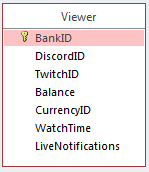 Viewer
BankID
DiscordID
TwitchID
Balance
CurrencyID
WatchTime
LiveNotifications